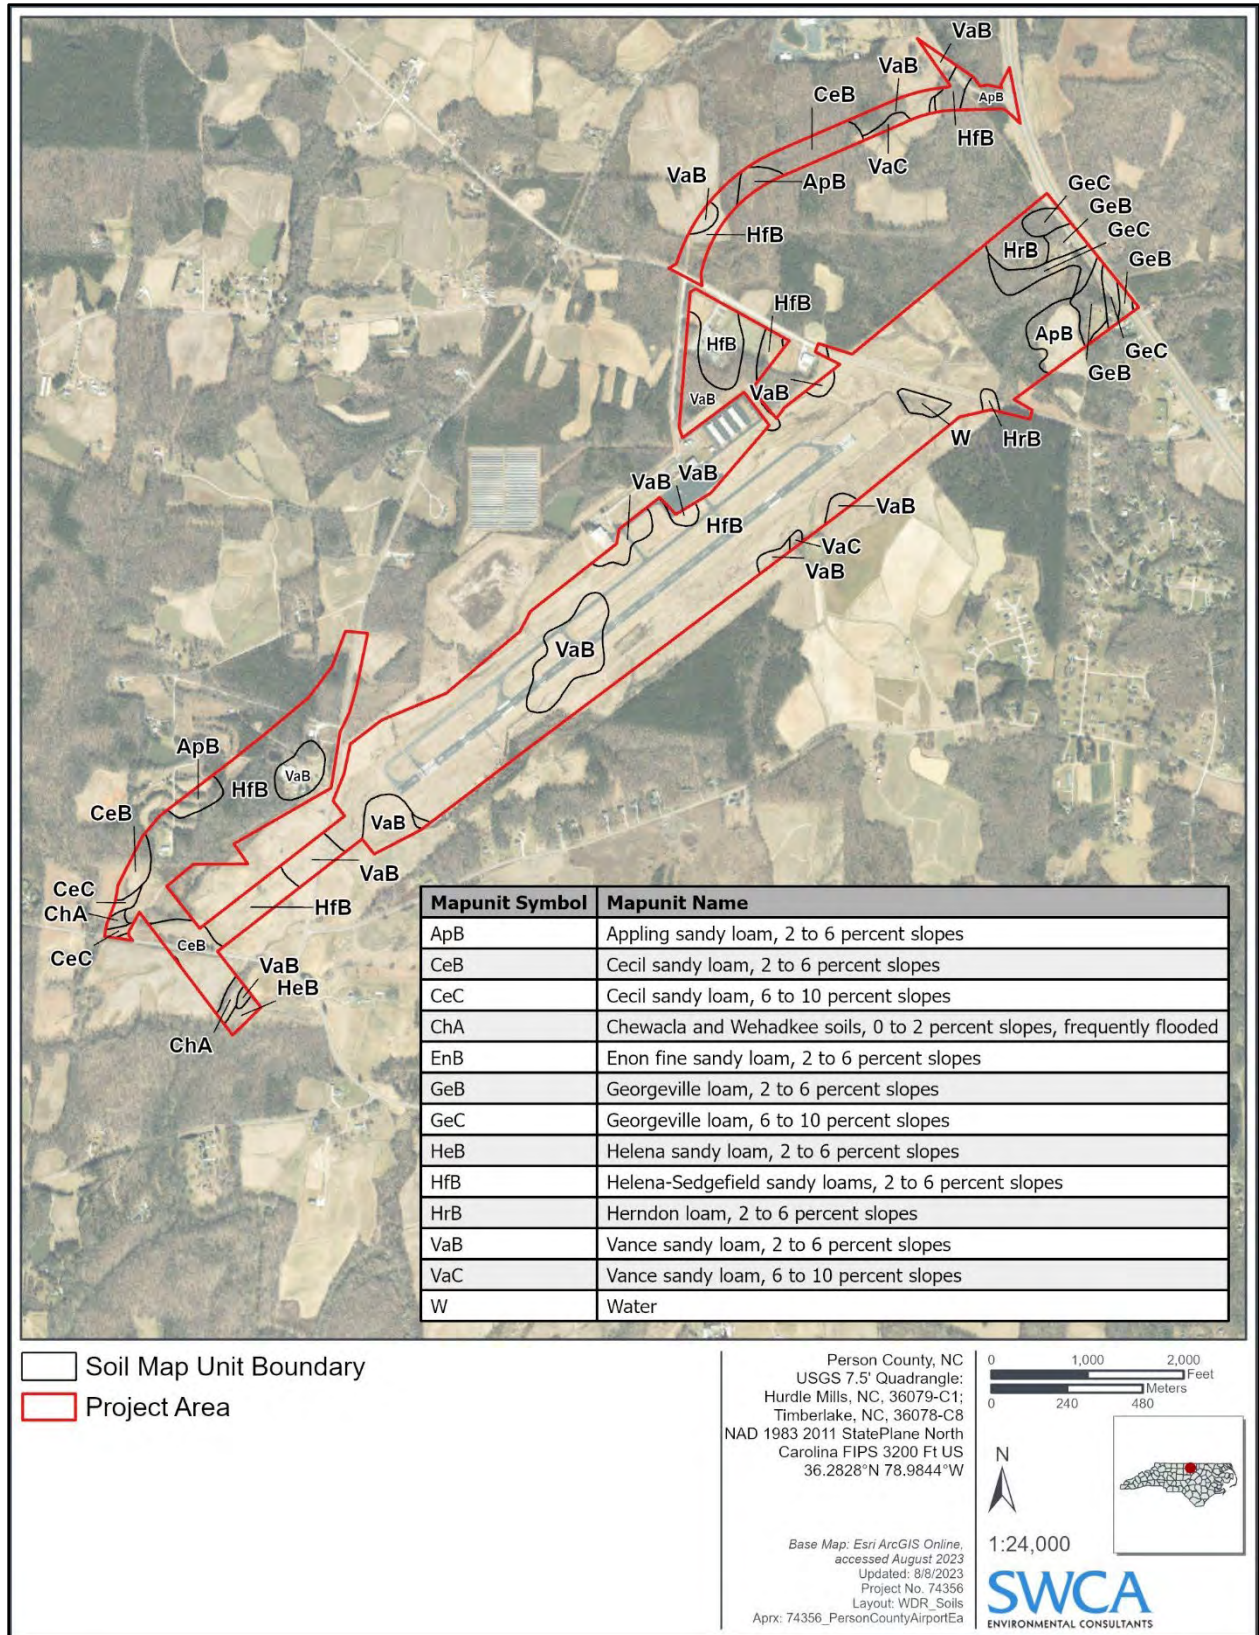 VaB
VaB
CeB
ApB
HfB
VaC
VaB
ApB
GeC
GeB
GeC
HfB
HrB
GeB
HfB
HfB
ApB
VaB
VaB
GeC
GeB
W
HrB
VaB
VaB
HfB
VaB
VaC
VaB
VaB
ApB
HfB
VaB
CeB
VaB
VaB
CeC
HfB
ChA
CeB
CeC
VaB
HeB
ChA
Mapunit Symbol Mapunit Name
ApB Appling sandy loam, 2 to 6 percent slopes
CeB Cecil sandy loam, 2 to 6 percent slopes
CeC Cecil sandy loam, 6 to 10 percent slopes
ChA Chewacla and Wehadkee soils, 0 to 2 percent slopes, frequently flooded
EnB Enon fine sandy loam, 2 to 6 percent slopes
GeB Georgeville loam, 2 to 6 percent slopes
GeC Georgeville loam, 6 to 10 percent slopes
HeB Helena sandy loam, 2 to 6 percent slopes
HfB Helena-Sedgefield sandy loams, 2 to 6 percent slopes
HrB Herndon loam, 2 to 6 percent slopes
VaB Vance sandy loam, 2 to 6 percent slopes
VaC Vance sandy loam, 6 to 10 percent slopes
W Water
Soil Map Unit Boundary
Project Area
Person County, NC
USGS 7.5' Quadrangle:
Hurdle Mills, NC, 36079-C1;
Timberlake, NC, 36078-C8
NAD 1983 2011 StatePlane North
Carolina FIPS 3200 Ft US
36.2828°N 78.9844°W
Base Map: Esri ArcGIS Online,
accessed August 2023
Updated: 8/8/2023
Project No. 74356
Layout: WDR_Soils
Aprx: 74356_PersonCountyAirportEa
0 1,000 2,000
Feet
Meters
0 240 480
N
1:24,000
SWCA
ENVIRONMENTAL CONSULTANTS